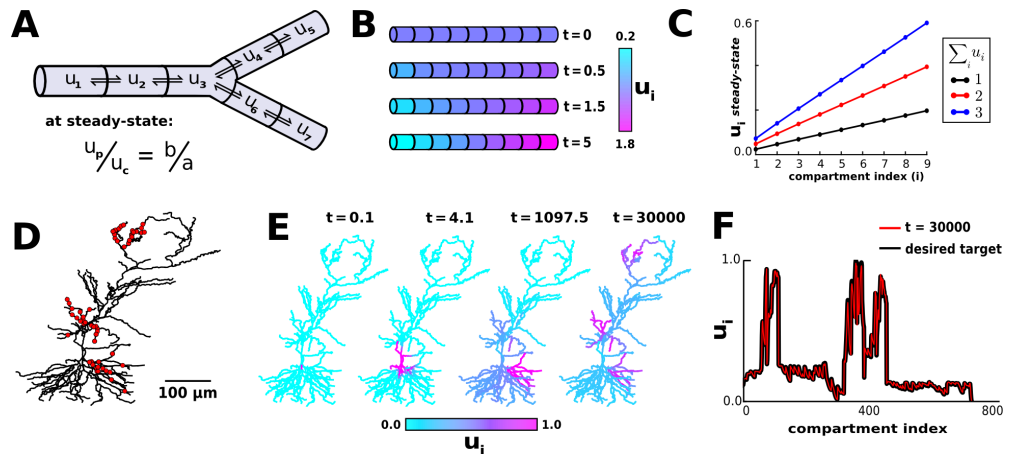 A
u₁ u₂ u₃ u₄ u₅
u₆
u₇
at steady-state:
uₚ/u꜀ = b/a
B
t = 0
t = 0.5
t = 1.5
t = 5
0.2
uᵢ
1.8
C
0.6
uᵢ steady-state
0.0
1 2 3 4 5 6 7 8 9
compartment index (i)
∑ᵢ uᵢ
1
2
3
D
100 µm
E
t = 0.1 t = 4.1 t = 1097.5 t = 30000
0.0 1.0
uᵢ
F
t = 30000
desired target
1.0
uᵢ
0.0
0 400 800
compartment index